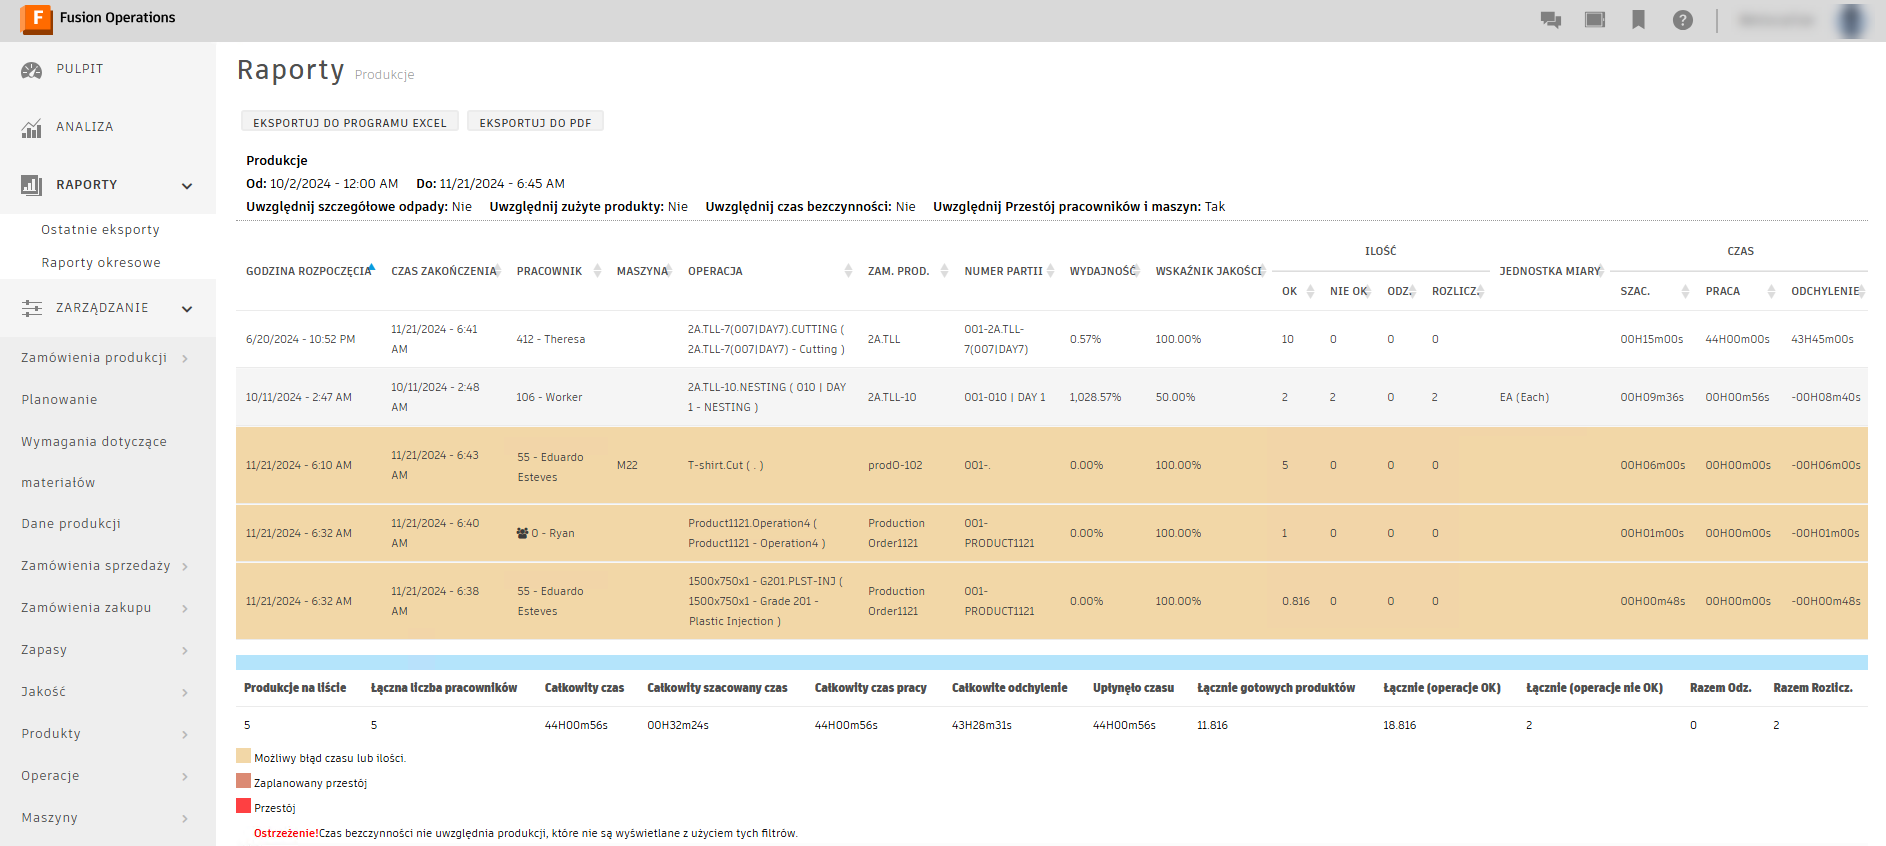 F Fusion Operations
PULPIT
ANALIZA
RAPORTY
Ostatnie eksporty
Raporty okresowe
ZARZĄDZANIE
Zamówienia produkcji
Planowanie
Wymagania dotyczące
materiałów
Dane produkcji
Zamówienia sprzedaży
Zamówienia zakupu
Zapasy
Jakość
Produkty
Operacje
Maszyny
Raporty Produkcje
EKSPORTUJ DO PROGRAMU EXCEL EKSPORTUJ DO PDF
Produkcje
Od: 10/2/2024 - 12:00 AM Do: 11/21/2024 - 6:45 AM
Uwzględnij szczegółowe odpady: Nie Uwzględnij zużyte produkty: Nie Uwzględnij czas bezczynności: Nie Uwzględnij Przestój pracowników i maszyn: Tak
ILOŚĆ CZAS
GODZINA ROZPOCZĘCIA CZAS ZAKOŃCZENIA PRACOWNIK MASZYNA OPERACJA ZAM. PROD. NUMER PARTII WYDAJNOŚĆ WSKAŹNIK JAKOŚCI JEDNOSTKA MIARY
OK NIE OK ODZ. ROZLICZ. SZAC. PRACA ODCHYLENIE
11/21/2024 - 6:41 2A.TLL-7(007|DAY7).CUTTING ( 001-2A.TLL-
6/20/2024 - 10:52 PM 412 - Theresa 2A.TLL 0.57% 100.00% 10 0 0 0 00H15m00s 44H00m00s 43H45m00s
AM 2A.TLL-7(007|DAY7) - Cutting ) 7(007|DAY7)
10/11/2024 - 2:48 2A.TLL-10.NESTING ( 010 | DAY
10/11/2024 - 2:47 AM 106 - Worker 2A.TLL-10 001-010 | DAY 1 1,028.57% 50.00% 2 2 0 2 EA (Each) 00H09m36s 00H00m56s -00H08m40s
AM 1 - NESTING )
11/21/2024 - 6:43 55 - Eduardo
11/21/2024 - 6:10 AM M22 T-shirt.Cut ( . ) prodO-102 001-. 0.00% 100.00% 5 0 0 0 00H06m00s 00H00m00s -00H06m00s
AM Esteves
11/21/2024 - 6:40 Product1121.Operation4 ( Production 001-
11/21/2024 - 6:32 AM 0 - Ryan 0.00% 100.00% 1 0 0 0 00H01m00s 00H00m00s -00H01m00s
AM Product1121 - Operation4 ) Order1121 PRODUCT1121
1500x750x1 - G201.PLST-INJ (
11/21/2024 - 6:38 55 - Eduardo Production 001-
11/21/2024 - 6:32 AM 1500x750x1 - Grade 201 - 0.00% 100.00% 0.816 0 0 0 00H00m48s 00H00m00s -00H00m48s
AM Esteves Order1121 PRODUCT1121
Plastic Injection )
Produkcje na liście Łączna liczba pracowników Całkowity czas Całkowity szacowany czas Całkowity czas pracy Całkowite odchylenie Upłynęło czasu Łącznie gotowych produktów Łącznie (operacje OK) Łącznie (operacje nie OK) Razem Odz. Razem Rozlicz.
5 5 44H00m56s 00H32m24s 44H00m56s 43H28m31s 44H00m56s 11.816 18.816 2 0 2
Możliwy błąd czasu lub ilości.
Zaplanowany przestój
Przestój
Ostrzeżenie!Czas bezczynności nie uwzględnia produkcji, które nie są wyświetlane z użyciem tych filtrów.